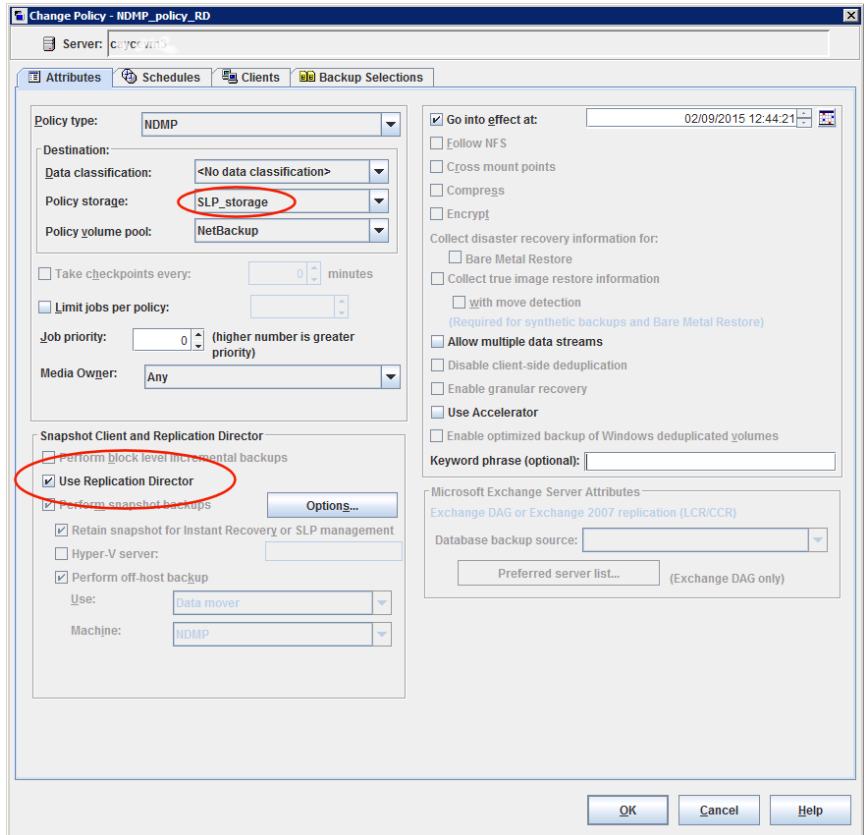 Change Policy - NDMP_policy_RD
Server:
Attributes
Schedules
Clients
Backup Selections
Policy type:
NDMP
Destination:
Data classification:
<No data classification>
Policy storage:
SLP_storage
Policy volume pool:
NetBackup
Take checkpoints every:
0
minutes
Limit jobs per policy:
Job priority:
0
(higher number is greater
priority)
Media Owner:
Any
Snapshot Client and Replication Director
Perform block level incremental backups
Use Replication Director
Perform snapshot backups
Options...
Retain snapshot for Instant Recovery or SLP management
Hyper-V server:
Perform off-host backup
Use:
Data mover
Machine:
NDMP
Go into effect at:
02/09/2015 12:44:21
Follow NFS
Cross mount points
Compress
Encrypt
Collect disaster recovery information for:
Bare Metal Restore
Collect true image restore information
with move detection
(Required for synthetic backups and Bare Metal Restore)
Allow multiple data streams
Disable client-side deduplication
Enable granular recovery
Use Accelerator
Enable optimized backup of Windows deduplicated volumes
Keyword phrase (optional):
Microsoft Exchange Server Attributes
Exchange DAG or Exchange 2007 replication (LCR/CCR)
Database backup source:
Preferred server list...
(Exchange DAG only)
OK
Cancel
Help